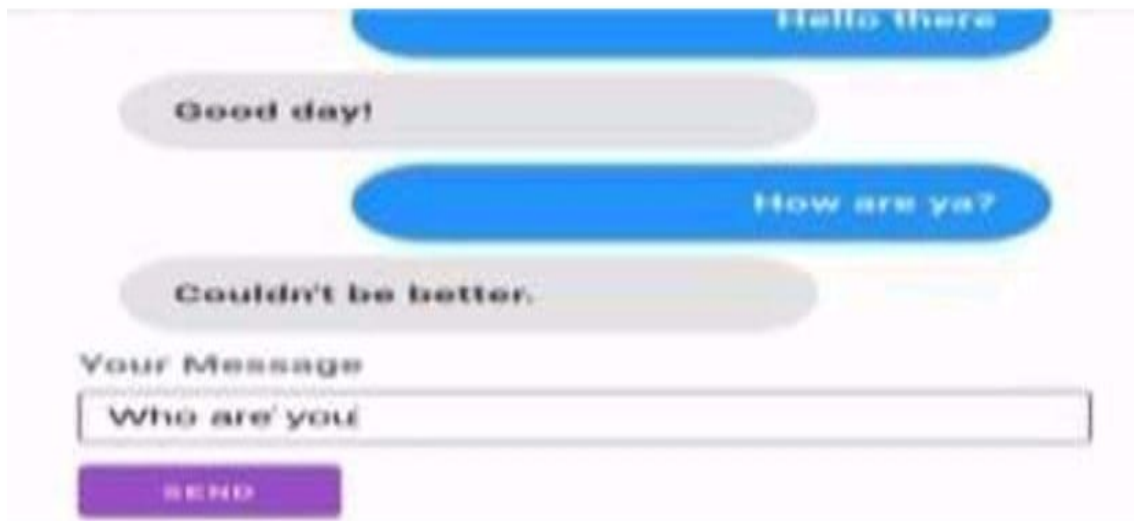 Hello there
Good day!
How are ya?
Couldn't be better.
Your Message
Who are you
SEND